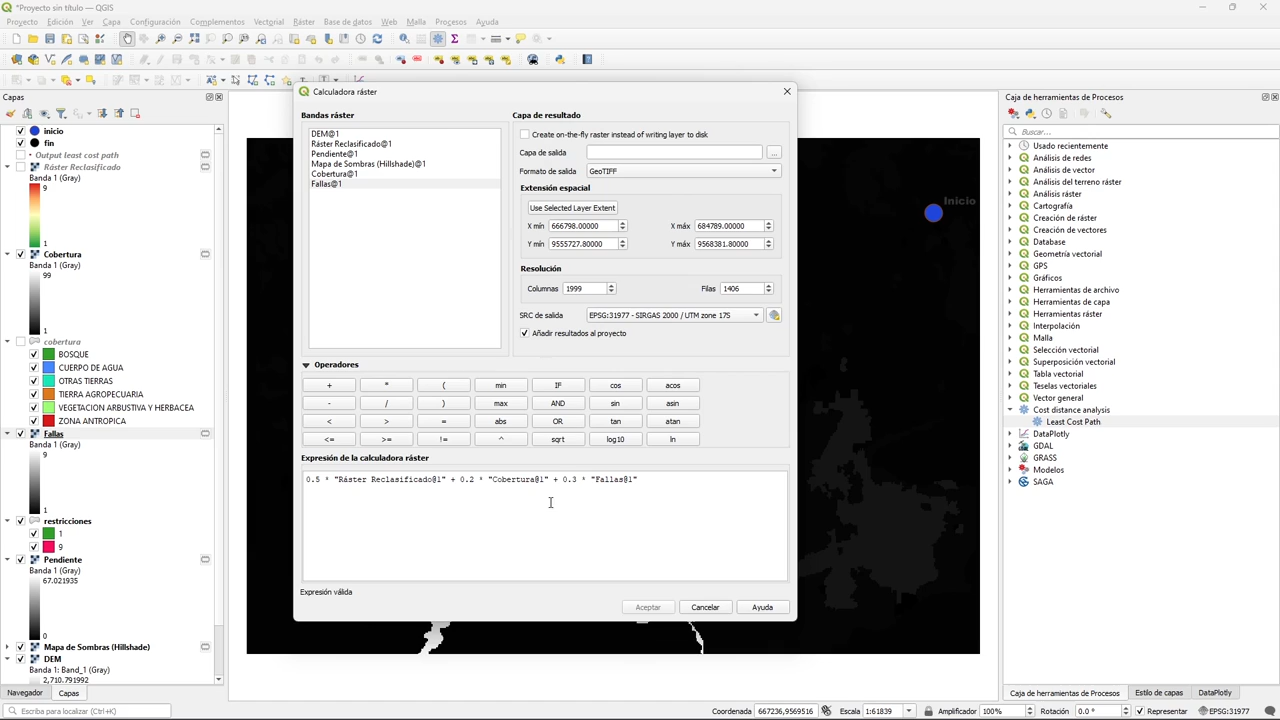 *Proyecto sin título — QGIS
Proyecto Edición Ver Capa Configuración Complementos Vectorial Ráster Base de datos Web Malla Procesos Ayuda
Capas
inicio
fin
Output least cost path
Ráster Reclasificado
Banda 1 (Gray)
9
1
Cobertura
Banda 1 (Gray)
99
1
cobertura
BOSQUE
CUERPO DE AGUA
OTRAS TIERRAS
TIERRA AGROPECUARIA
VEGETACION ARBUSTIVA Y HERBACEA
ZONA ANTROPICA
Fallas
Banda 1 (Gray)
9
1
restricciones
1
9
Pendiente
Banda 1 (Gray)
67.021935
0
Mapa de Sombras (Hillshade)
DEM
Banda 1: Band_1 (Gray)
2,710.791992
Navegador Capas
Calculadora ráster
Bandas ráster
DEM@1
Ráster Reclasificado@1
Pendiente@1
Mapa de Sombras (Hillshade)@1
Cobertura@1
Fallas@1
Capa de resultado
Create on-the-fly raster instead of writing layer to disk
Capa de salida ...
Formato de salida GeoTIFF
Extensión espacial
Use Selected Layer Extent
X mín 666798.00000 X máx 684789.00000
Y mín 9555727.80000 Y máx 9568381.80000
Resolución
Columnas 1999 Filas 1406
SRC de salida EPSG:31977 - SIRGAS 2000 / UTM zone 17S
Añadir resultados al proyecto
Operadores
+ * ( min IF cos acos
- / ) max AND sin asin
< > = abs OR tan atan
<= >= != ^ sqrt log10 ln
Expresión de la calculadora ráster
0.5 * "Ráster Reclasificado@1" + 0.2 * "Cobertura@1" + 0.3 * "Fallas@1"
Expresión válida
Aceptar Cancelar Ayuda
Inicio
Caja de herramientas de Procesos
Buscar...
Usado recientemente
Análisis de redes
Análisis de vector
Análisis del terreno ráster
Análisis ráster
Cartografía
Creación de ráster
Creación de vectores
Database
Geometría vectorial
GPS
Gráficos
Herramientas de archivo
Herramientas de capa
Herramientas ráster
Interpolación
Malla
Selección vectorial
Superposición vectorial
Tabla vectorial
Teselas vectoriales
Vector general
Cost distance analysis
Least Cost Path
DataPlotly
GDAL
GRASS
Modelos
SAGA
Caja de herramientas de Procesos Estilo de capas DataPlotly
Escriba para localizar (Ctrl+K) Coordenada 667236,9569516 Escala 1:61839 Amplificador 100% Rotación 0.0 ° Representar EPSG:31977